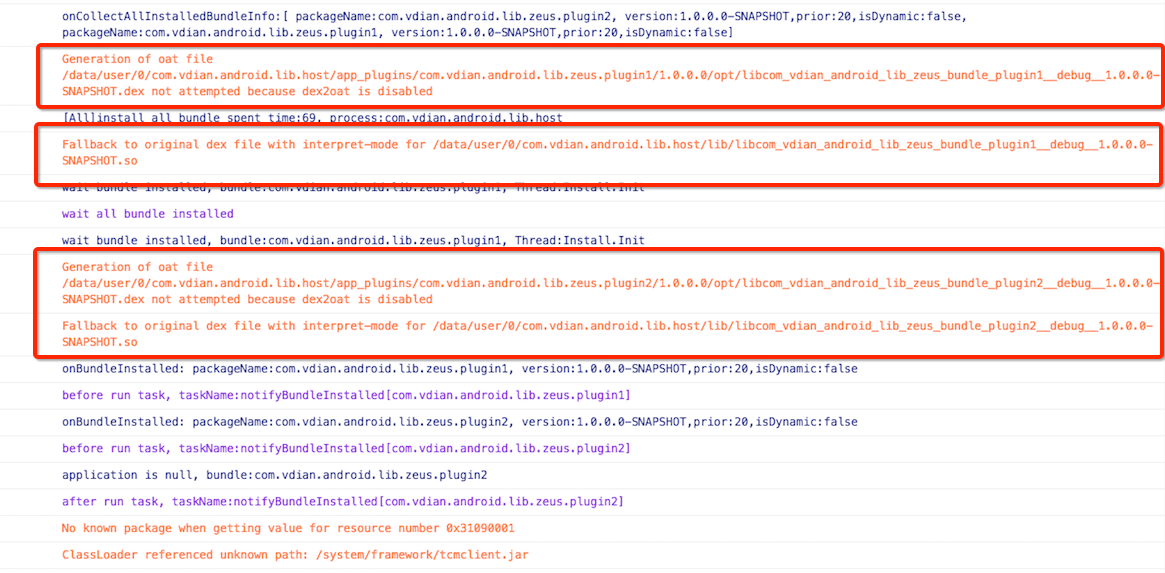 onCollectAllInstalledBundleInfo:[ packageName:com.vdian.android.lib.zeus.plugin2, version:1.0.0.0-SNAPSHOT,prior:20,isDynamic:false,
packageName:com.vdian.android.lib.zeus.plugin1, version:1.0.0.0-SNAPSHOT,prior:20,isDynamic:false]
Generation of oat file
/data/user/0/com.vdian.android.lib.host/app_plugins/com.vdian.android.lib.zeus.plugin1/1.0.0.0/opt/libcom_vdian_android_lib_zeus_bundle_plugin1__debug__1.0.0.0-
SNAPSHOT.dex not attempted because dex2oat is disabled
[All]install all bundle spent time:69, process:com.vdian.android.lib.host
Fallback to original dex file with interpret-mode for /data/user/0/com.vdian.android.lib.host/lib/libcom_vdian_android_lib_zeus_bundle_plugin1__debug__1.0.0.0-
SNAPSHOT.so
wait bundle installed, bundle:com.vdian.android.lib.zeus.plugin1, Thread:Install.Init
wait all bundle installed
wait bundle installed, bundle:com.vdian.android.lib.zeus.plugin1, Thread:Install.Init
Generation of oat file
/data/user/0/com.vdian.android.lib.host/app_plugins/com.vdian.android.lib.zeus.plugin2/1.0.0.0/opt/libcom_vdian_android_lib_zeus_bundle_plugin2__debug__1.0.0.0-
SNAPSHOT.dex not attempted because dex2oat is disabled
Fallback to original dex file with interpret-mode for /data/user/0/com.vdian.android.lib.host/lib/libcom_vdian_android_lib_zeus_bundle_plugin2__debug__1.0.0.0-
SNAPSHOT.so
onBundleInstalled: packageName:com.vdian.android.lib.zeus.plugin1, version:1.0.0.0-SNAPSHOT,prior:20,isDynamic:false
before run task, taskName:notifyBundleInstalled[com.vdian.android.lib.zeus.plugin1]
onBundleInstalled: packageName:com.vdian.android.lib.zeus.plugin2, version:1.0.0.0-SNAPSHOT,prior:20,isDynamic:false
before run task, taskName:notifyBundleInstalled[com.vdian.android.lib.zeus.plugin2]
application is null, bundle:com.vdian.android.lib.zeus.plugin2
after run task, taskName:notifyBundleInstalled[com.vdian.android.lib.zeus.plugin2]
No known package when getting value for resource number 0x31090001
ClassLoader referenced unknown path: /system/framework/tcmclient.jar